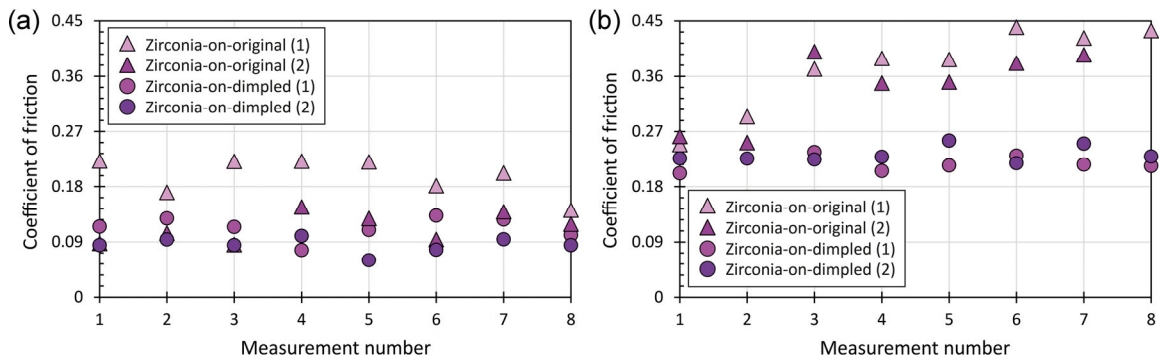 (a)
Coefficient of friction
0.45
0.36
0.27
0.18
0.09
0
Zirconia-on-original (1)
Zirconia-on-original (2)
Zirconia-on-dimpled (1)
Zirconia-on-dimpled (2)
1 2 3 4 5 6 7 8
Measurement number
(b)
Coefficient of friction
0.45
0.36
0.27
0.18
0.09
0
Zirconia-on-original (1)
Zirconia-on-original (2)
Zirconia-on-dimpled (1)
Zirconia-on-dimpled (2)
1 2 3 4 5 6 7 8
Measurement number